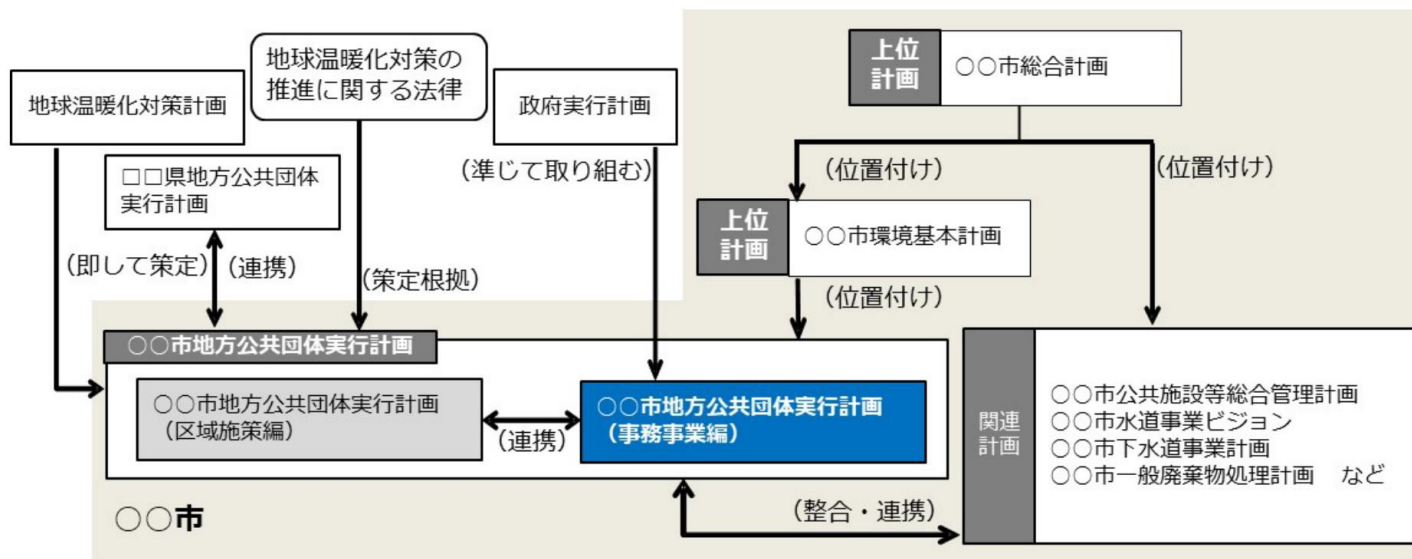 地球温暖化対策計画
地球温暖化対策の
推進に関する法律
政府実行計画
上位
計画
○○市総合計画
□□県地方公共団体
実行計画
（準じて取り組む）
（位置付け）
（位置付け）
上位
計画
○○市環境基本計画
（即して策定）
（連携）
（策定根拠）
（位置付け）
○○市地方公共団体実行計画
○○市地方公共団体実行計画
（区域施策編）
（連携）
○○市地方公共団体実行計画
（事務事業編）
関連
計画
○○市公共施設等総合管理計画
○○市水道事業ビジョン
○○市下水道事業計画
○○市一般廃棄物処理計画　など
（整合・連携）
○○市